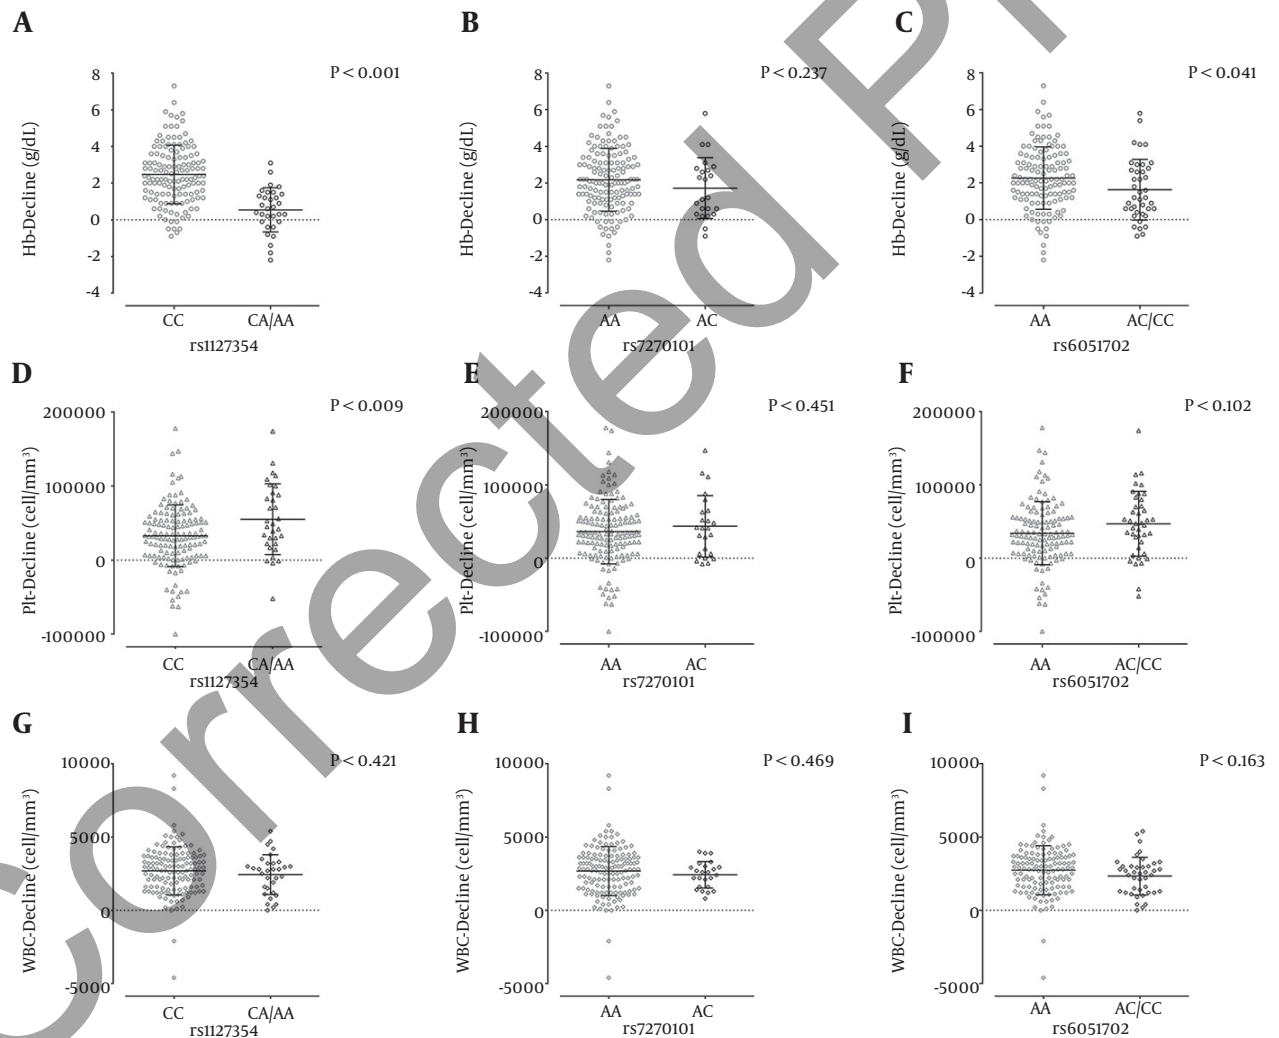 A
B
C
P < 0.001
P < 0.237
P < 0.041
Hb-Decline (g/dL)
8
6
4
2
0
-2
-4
CC CA/AA
rs1127354
Hb-Decline (g/dL)
8
6
4
2
0
-2
-4
AA AC
rs7270101
Hb-Decline (g/dL)
8
6
4
2
0
-2
-4
AA AC/CC
rs6051702
D
E
F
P < 0.009
P < 0.451
P < 0.102
Plt-Decline (cell/mm³)
200000
100000
0
-100000
CC CA/AA
rs1127354
Plt-Decline (cell/mm³)
200000
100000
0
-100000
AA AC
rs7270101
Plt-Decline (cell/mm³)
200000
100000
0
-100000
AA AC/CC
rs6051702
G
H
I
P < 0.421
P < 0.469
P < 0.163
WBC-Decline (cell/mm³)
10000
5000
0
-5000
CC CA/AA
rs1127354
WBC-Decline (cell/mm³)
10000
5000
0
-5000
AA AC
rs7270101
WBC-Decline (cell/mm³)
10000
5000
0
-5000
AA AC/CC
rs6051702
Corrected Pr